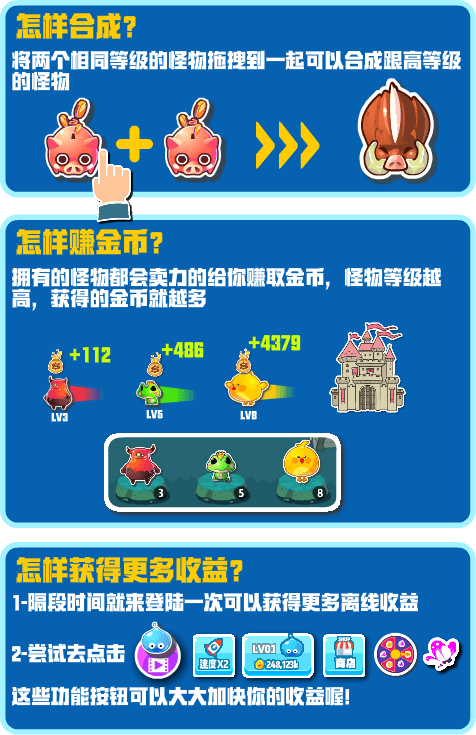 怎样合成？
将两个相同等级的怪物拖拽到一起可以合成跟高等级
的怪物
怎样赚金币？
拥有的怪物都会卖力的给你赚取金币，怪物等级越
高，获得的金币就越多
+112
+486
+4379
LV3
LV5
LV8
3
5
8
怎样获得更多收益？
1-隔段时间就来登陆一次可以获得更多离线收益
2-尝试去点击
速度X2
LV01
248,123k
SHOP
商店
这些功能按钮可以大大加快你的收益喔！